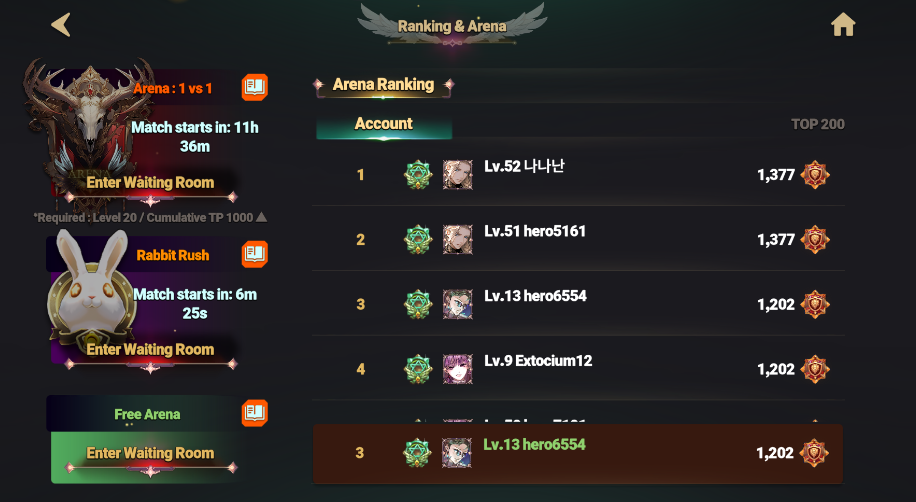 Ranking & Arena
Arena : 1 vs 1
Match starts in: 11h
36m
ARENA
Enter Waiting Room
*Required : Level 20 / Cumulative TP 1000 ▲
Rabbit Rush
Match starts in: 6m
25s
Enter Waiting Room
Free Arena
Enter Waiting Room
Arena Ranking
Account
TOP 200
1 Lv.52 나나난 1,377
2 Lv.51 hero5161 1,377
3 Lv.13 hero6554 1,202
4 Lv.9 Extocium12 1,202
3 Lv.13 hero6554 1,202